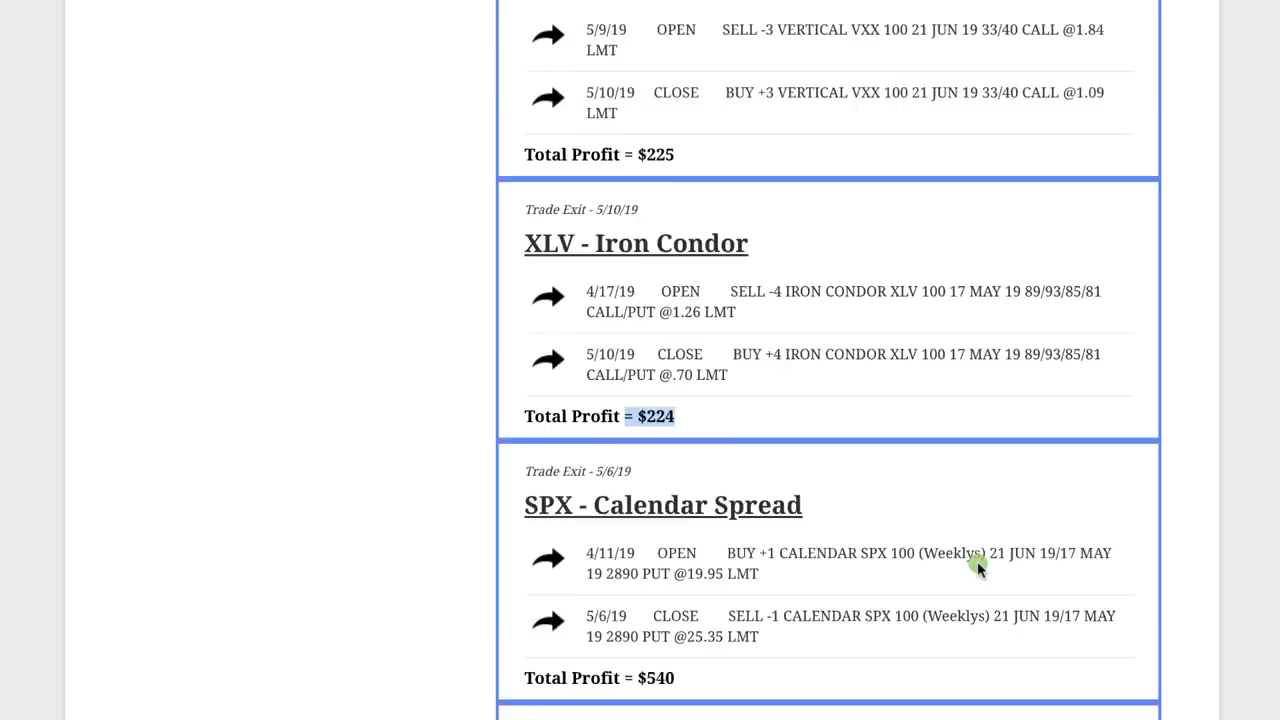 5/9/19 OPEN SELL -3 VERTICAL VXX 100 21 JUN 19 33/40 CALL @1.84
LMT
5/10/19 CLOSE BUY +3 VERTICAL VXX 100 21 JUN 19 33/40 CALL @1.09
LMT
Total Profit = $225
Trade Exit - 5/10/19
XLV - Iron Condor
4/17/19 OPEN SELL -4 IRON CONDOR XLV 100 17 MAY 19 89/93/85/81
CALL/PUT @1.26 LMT
5/10/19 CLOSE BUY +4 IRON CONDOR XLV 100 17 MAY 19 89/93/85/81
CALL/PUT @.70 LMT
Total Profit = $224
Trade Exit - 5/6/19
SPX - Calendar Spread
4/11/19 OPEN BUY +1 CALENDAR SPX 100 (Weeklys) 21 JUN 19/17 MAY
19 2890 PUT @19.95 LMT
5/6/19 CLOSE SELL -1 CALENDAR SPX 100 (Weeklys) 21 JUN 19/17 MAY
19 2890 PUT @25.35 LMT
Total Profit = $540